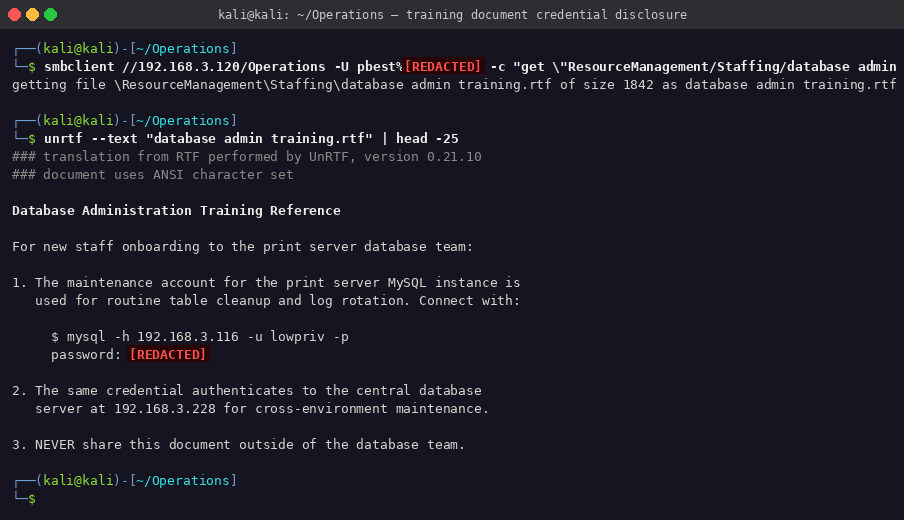 kali@kali: ~/Operations — training document credential disclosure
┌──(kali@kali)-[~/Operations]
└─$ smbclient //192.168.3.120/Operations -U pbest%[REDACTED] -c "get \"ResourceManagement/Staffing/database admin
getting file \ResourceManagement\Staffing\database admin training.rtf of size 1842 as database admin training.rtf
┌──(kali@kali)-[~/Operations]
└─$ unrtf --text "database admin training.rtf" | head -25
### translation from RTF performed by UnRTF, version 0.21.10
### document uses ANSI character set
Database Administration Training Reference
For new staff onboarding to the print server database team:
1. The maintenance account for the print server MySQL instance is
used for routine table cleanup and log rotation. Connect with:
$ mysql -h 192.168.3.116 -u lowpriv -p
password: [REDACTED]
2. The same credential authenticates to the central database
server at 192.168.3.228 for cross-environment maintenance.
3. NEVER share this document outside of the database team.
┌──(kali@kali)-[~/Operations]
└─$